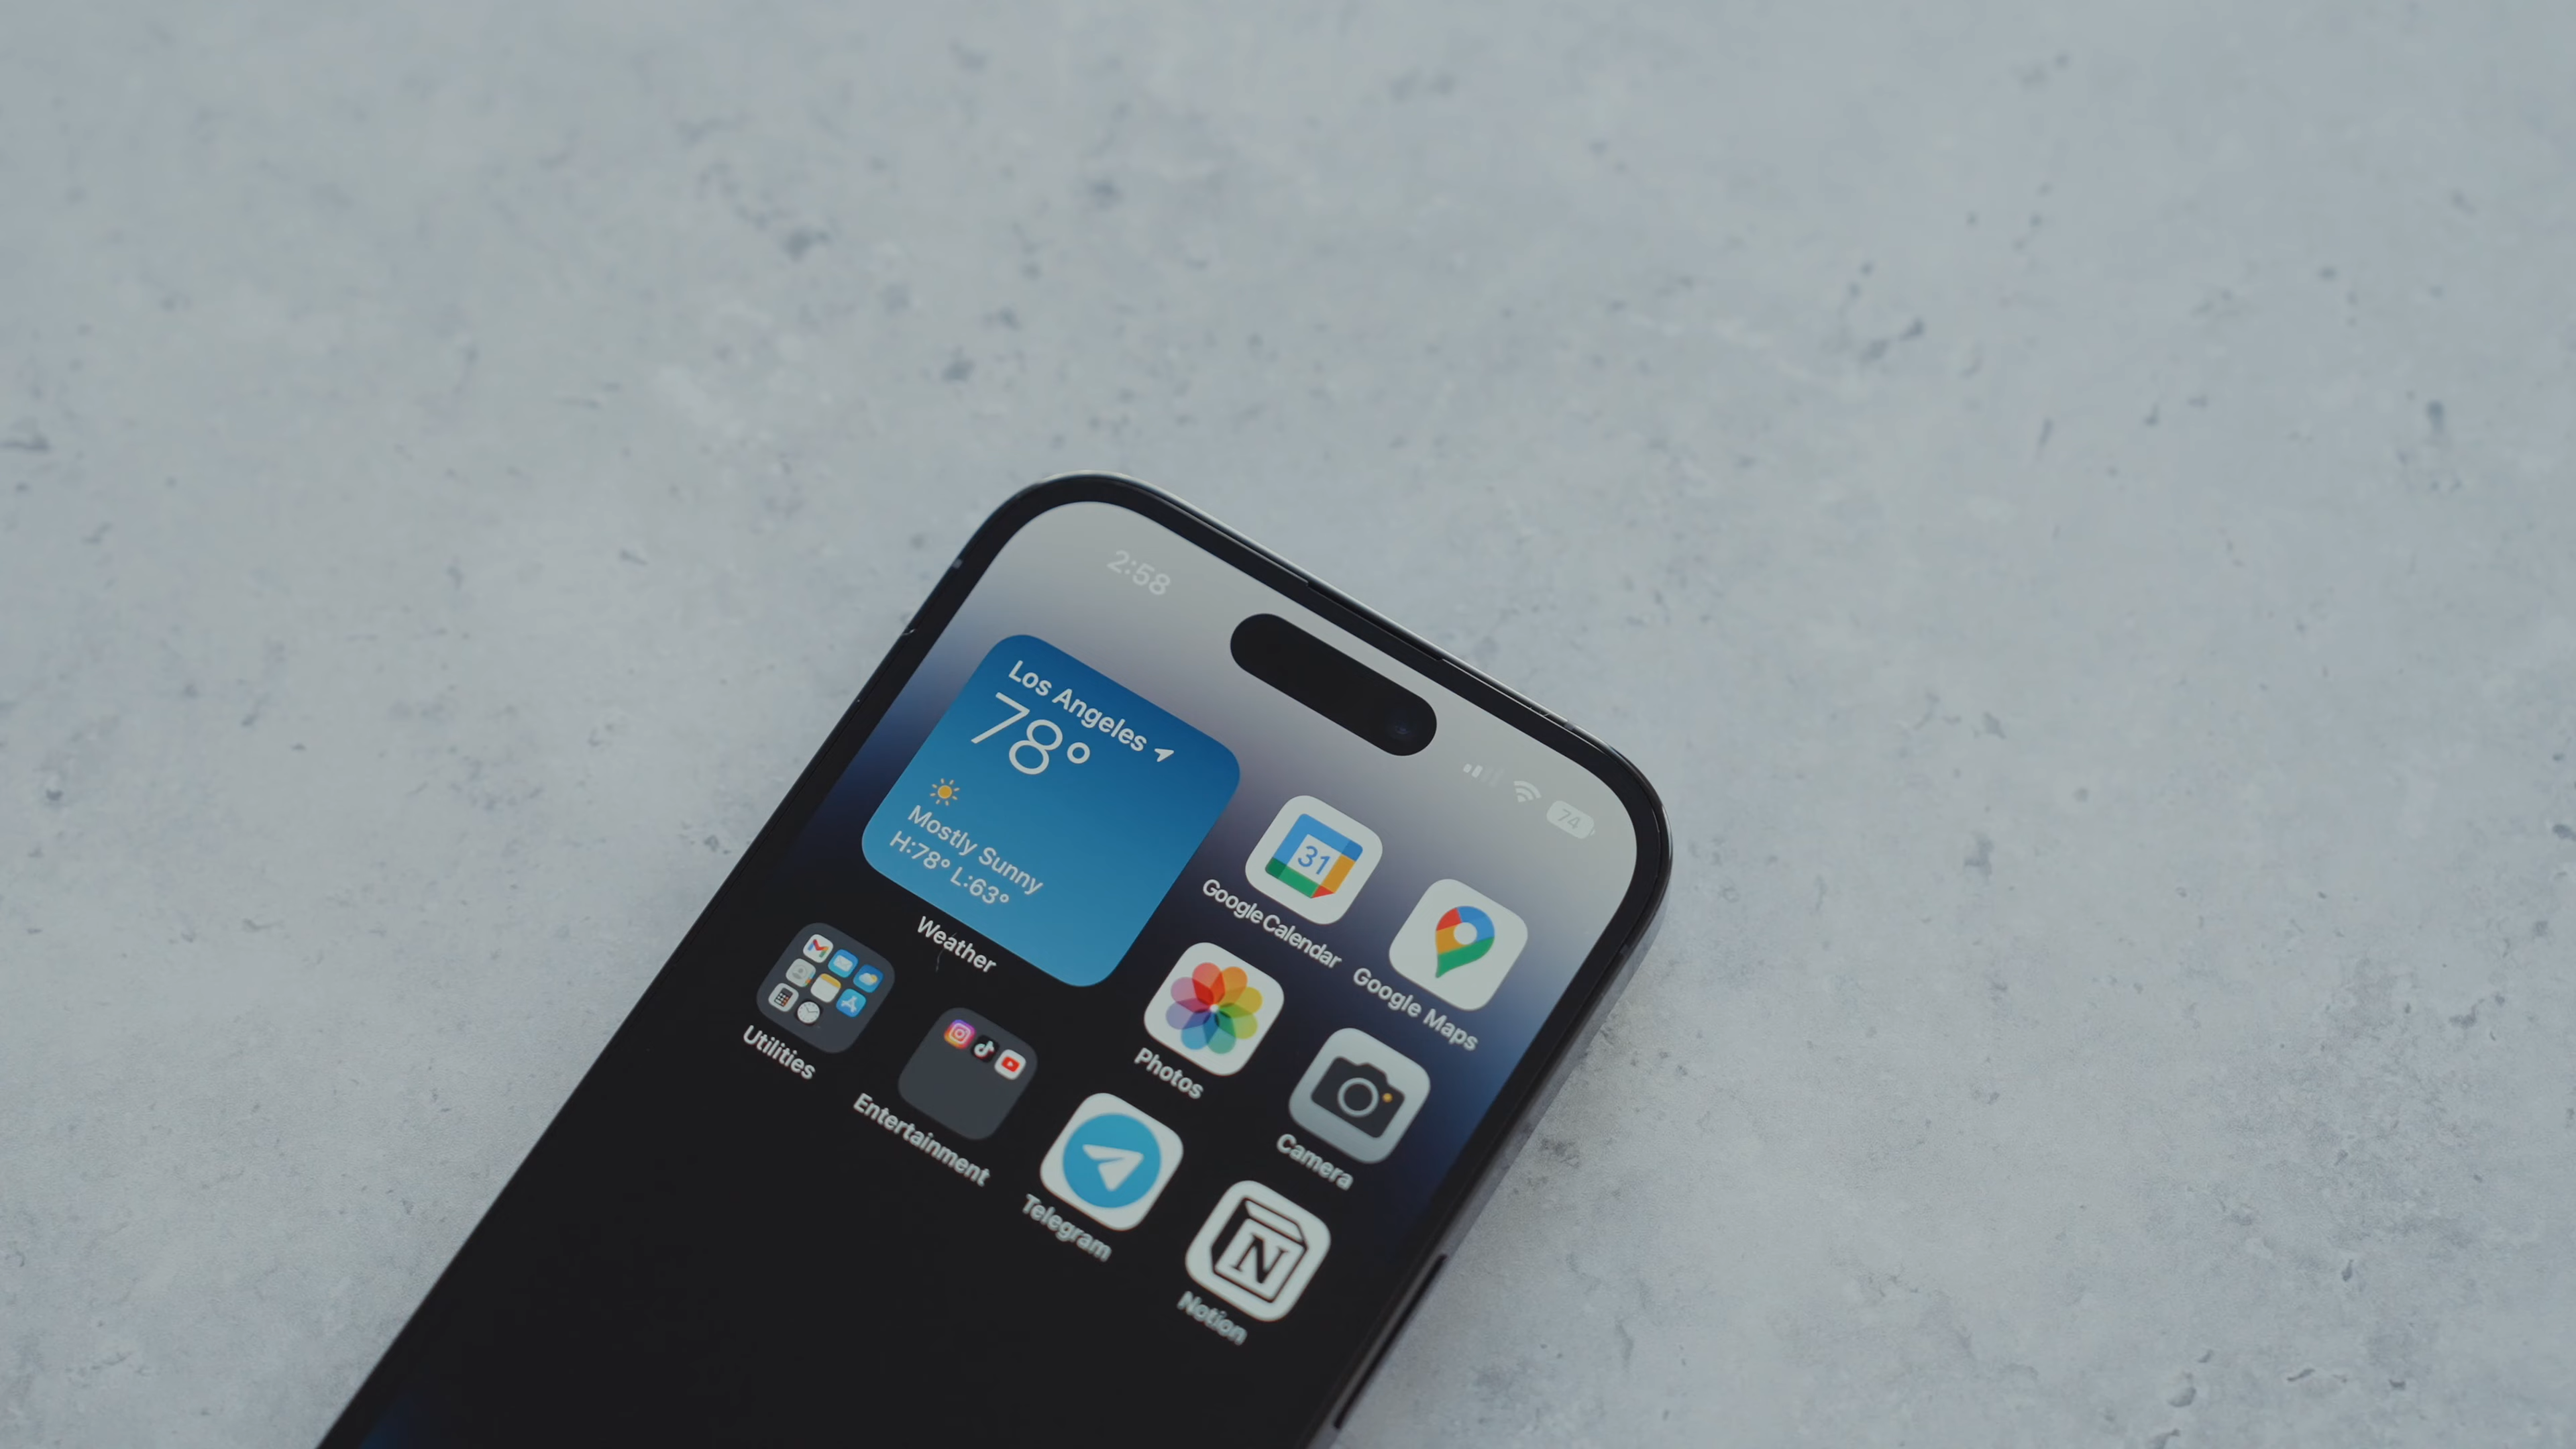 2:58
74
Los Angeles
78°
Mostly Sunny
H:78° L:63°
Weather
31
Google Calendar
Google Maps
Photos
Camera
Utilities
Entertainment
Telegram
N
Notion